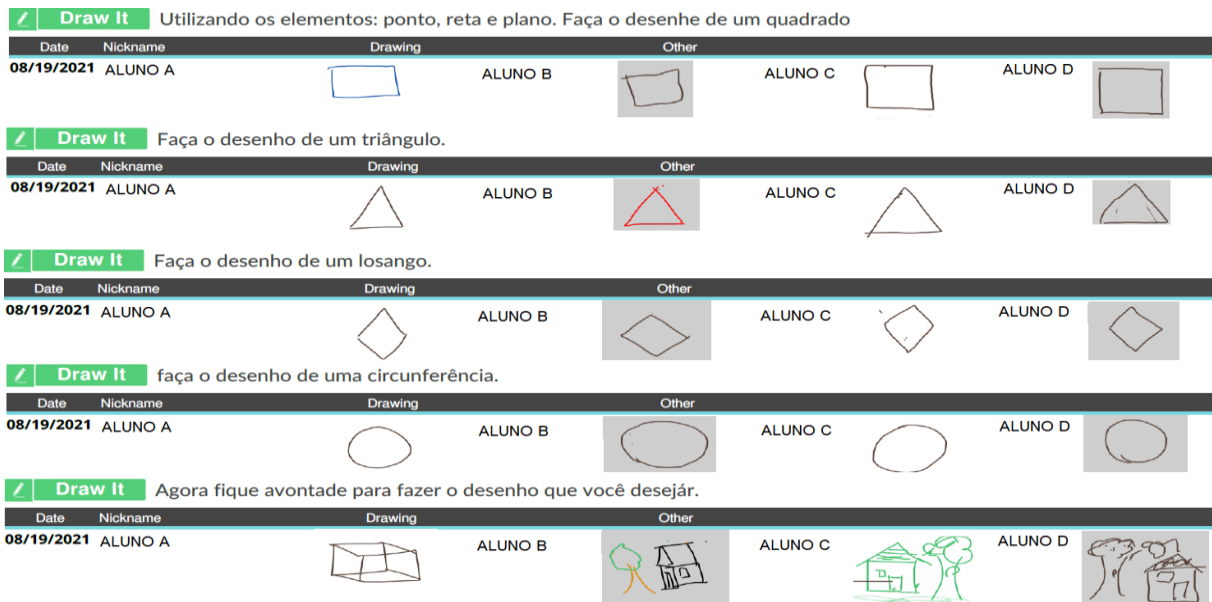 Draw It Utilizando os elementos: ponto, reta e plano. Faça o desenhe de um quadrado
Date Nickname Drawing Other
08/19/2021 ALUNO A ALUNO B ALUNO C ALUNO D
Draw It Faça o desenho de um triângulo.
Date Nickname Drawing Other
08/19/2021 ALUNO A ALUNO B ALUNO C ALUNO D
Draw It Faça o desenho de um losango.
Date Nickname Drawing Other
08/19/2021 ALUNO A ALUNO B ALUNO C ALUNO D
Draw It faça o desenho de uma circunferência.
Date Nickname Drawing Other
08/19/2021 ALUNO A ALUNO B ALUNO C ALUNO D
Draw It Agora fique avontade para fazer o desenho que você desejár.
Date Nickname Drawing Other
08/19/2021 ALUNO A ALUNO B ALUNO C ALUNO D